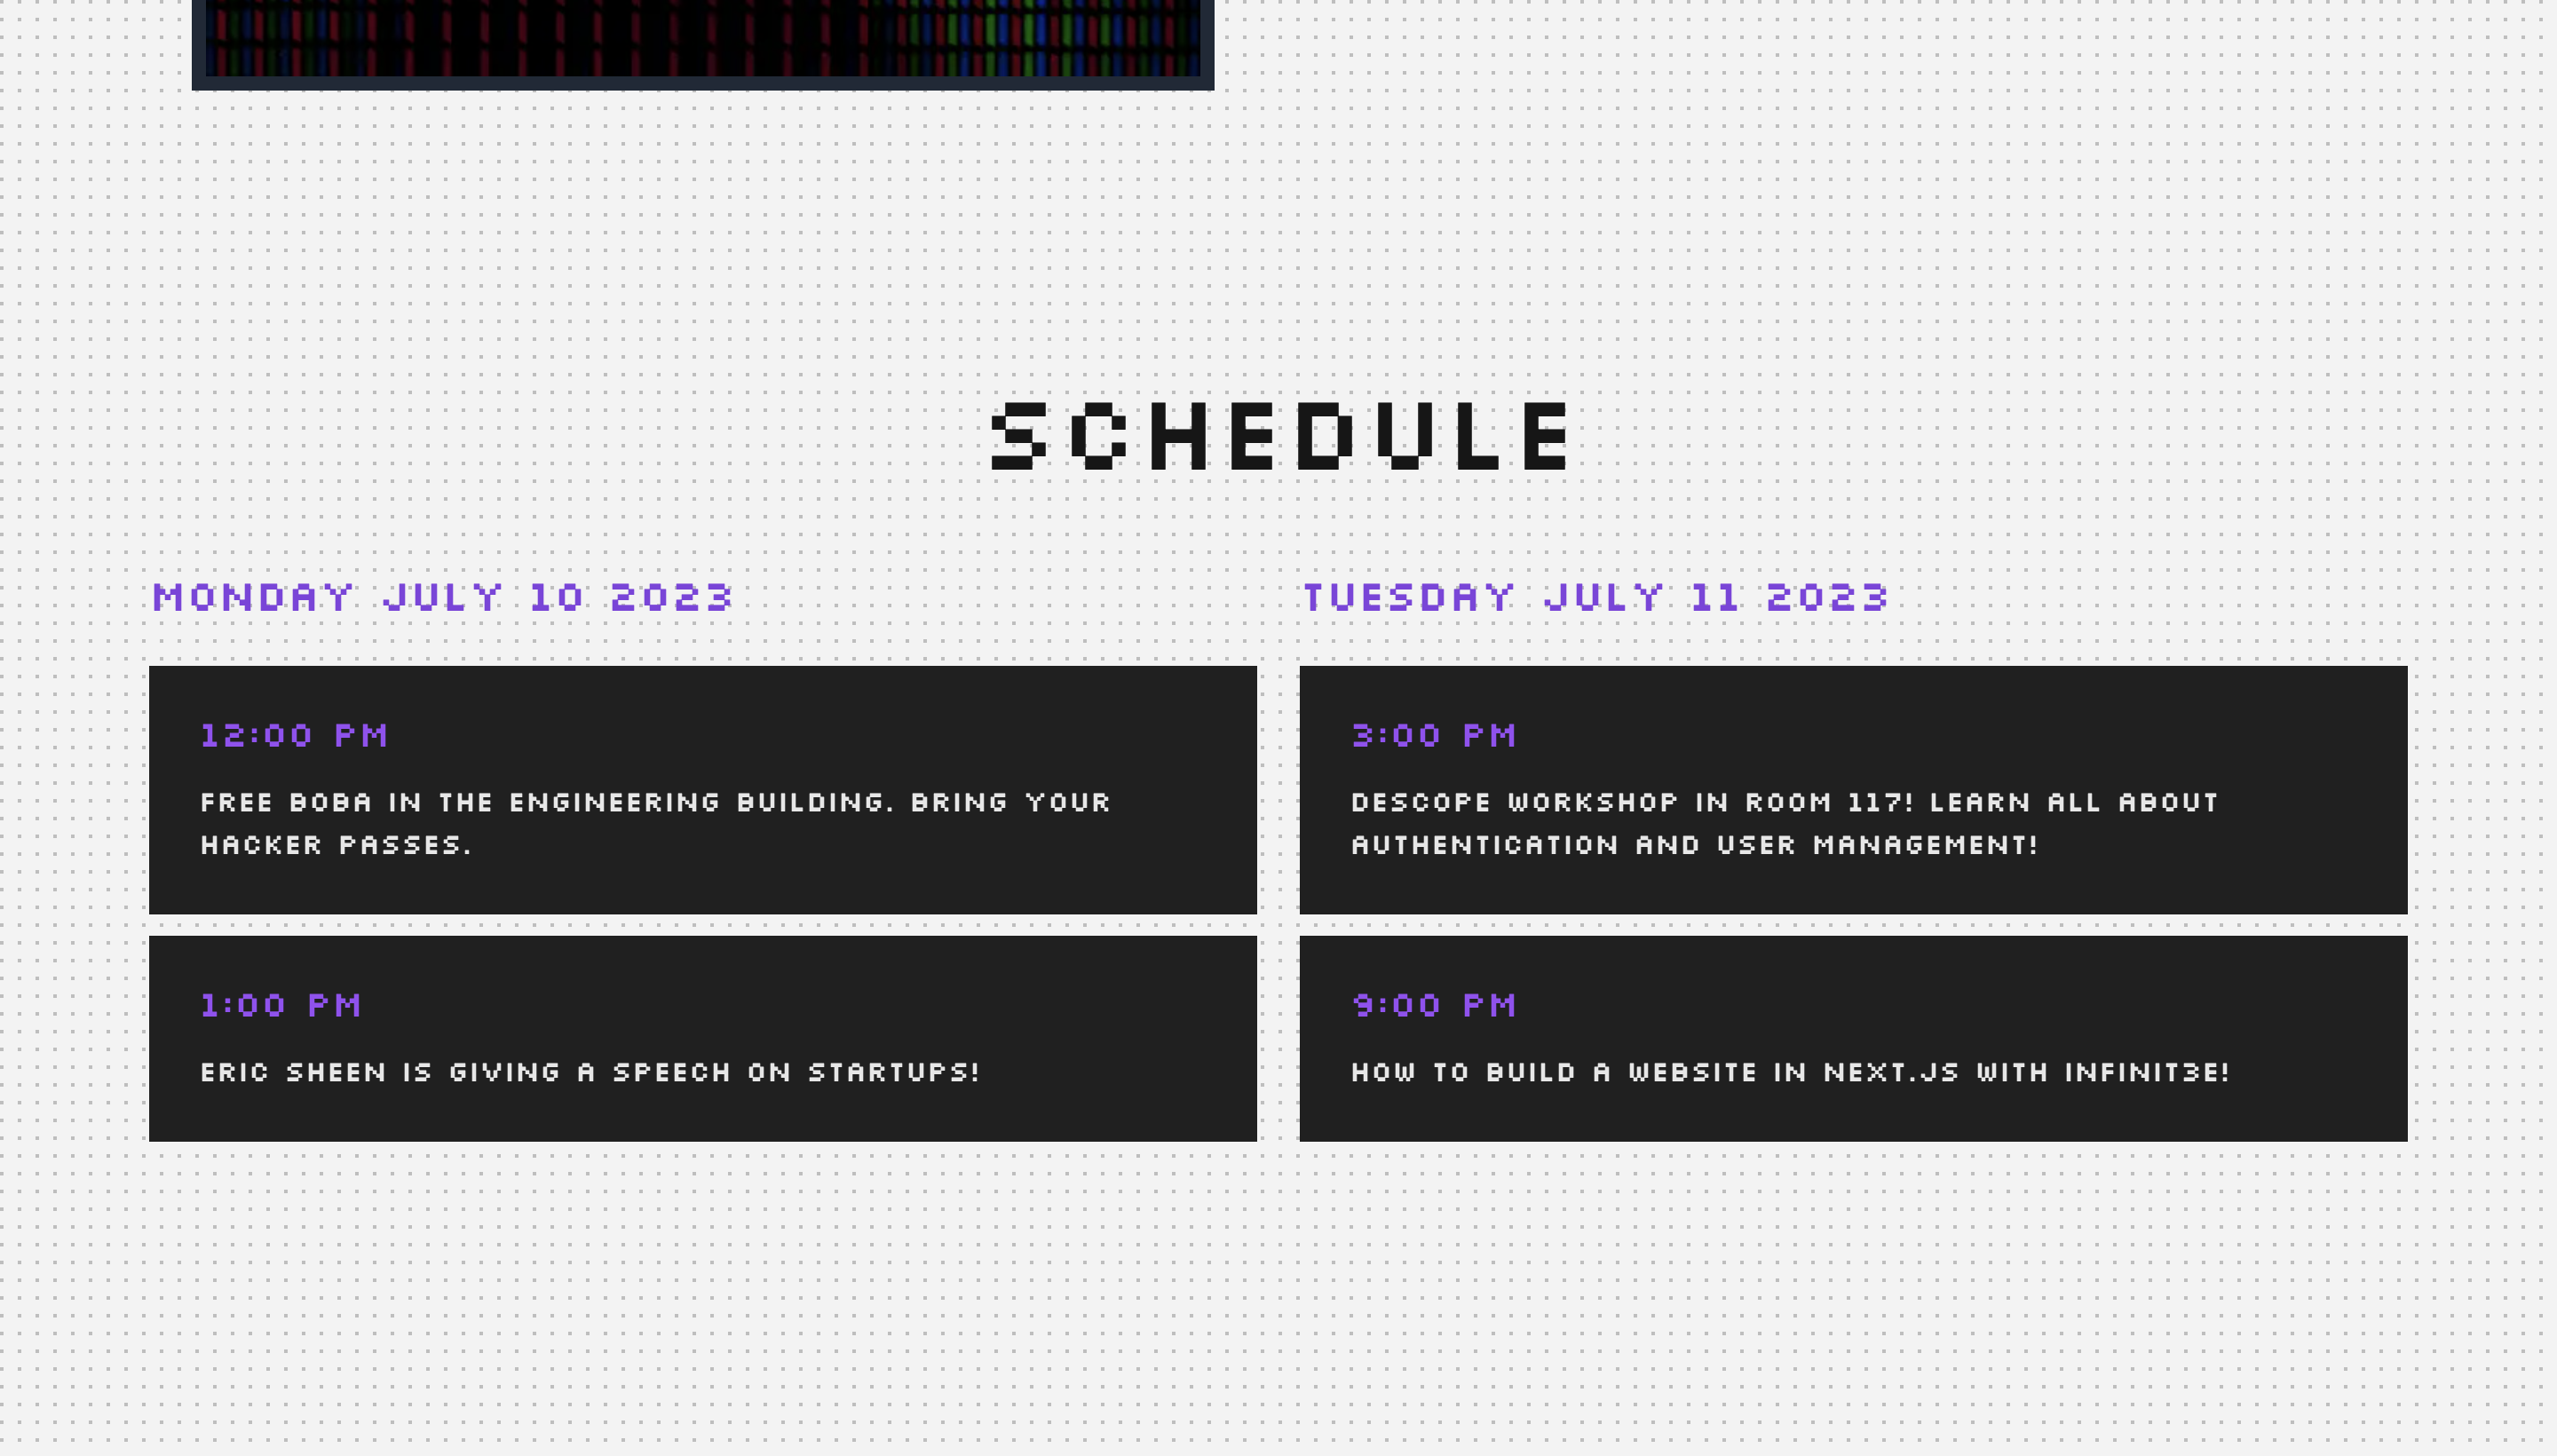 SCHEDULE
MONDAY JULY 10 2023
12:00 PM
FREE BOBA IN THE ENGINEERING BUILDING. BRING YOUR
HACKER PASSES.
1:00 PM
ERIC SHEEN IS GIVING A SPEECH ON STARTUPS!
TUESDAY JULY 11 2023
3:00 PM
DESCOPE WORKSHOP IN ROOM 117! LEARN ALL ABOUT
AUTHENTICATION AND USER MANAGEMENT!
9:00 PM
HOW TO BUILD A WEBSITE IN NEXT.JS WITH INFINIT3E!